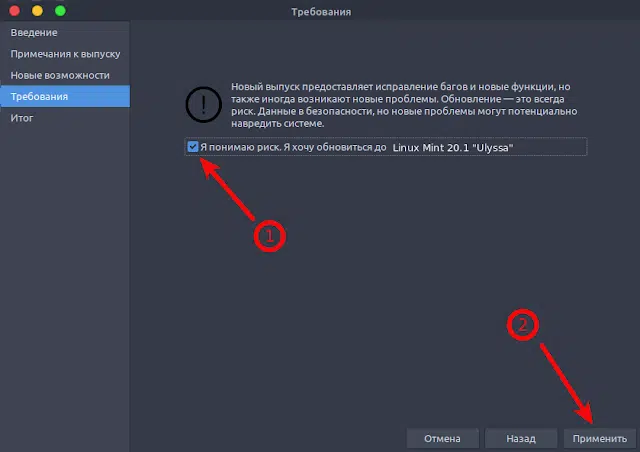 Требования
Введение
Примечания к выпуску
Новые возможности
Требования
Итог
!
Новый выпуск предоставляет исправление багов и новые функции, но
также иногда возникают новые проблемы. Обновление — это всегда
риск. Данные в безопасности, но новые проблемы могут потенциально
навредить системе.
Я понимаю риск. Я хочу обновиться до Linux Mint 20.1 "Ulyssa"
1
2
Отмена
Назад
Применить